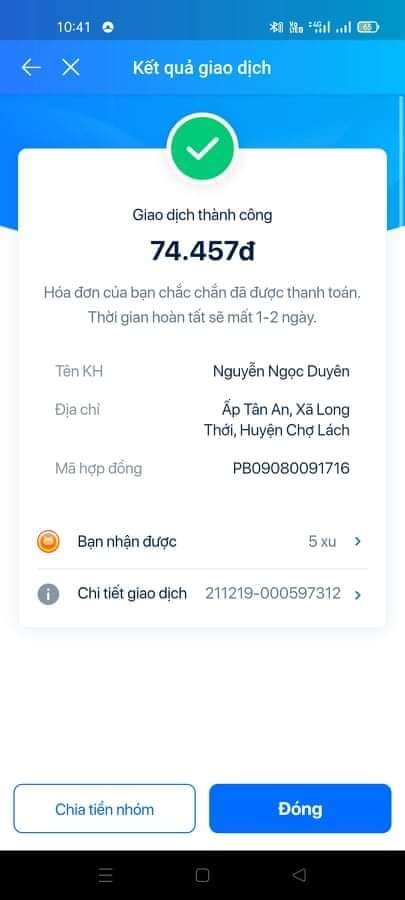 10:41
Kết quả giao dịch
Giao dịch thành công
74.457đ
Hóa đơn của bạn chắc chắn đã được thanh toán.
Thời gian hoàn tất sẽ mất 1-2 ngày.
Tên KH Nguyễn Ngọc Duyên
Địa chỉ Ấp Tân An, Xã Long
Thới, Huyện Chợ Lách
Mã hợp đồng PB09080091716
Bạn nhận được 5 xu
Chi tiết giao dịch 211219-000597312
Chia tiền nhóm Đóng